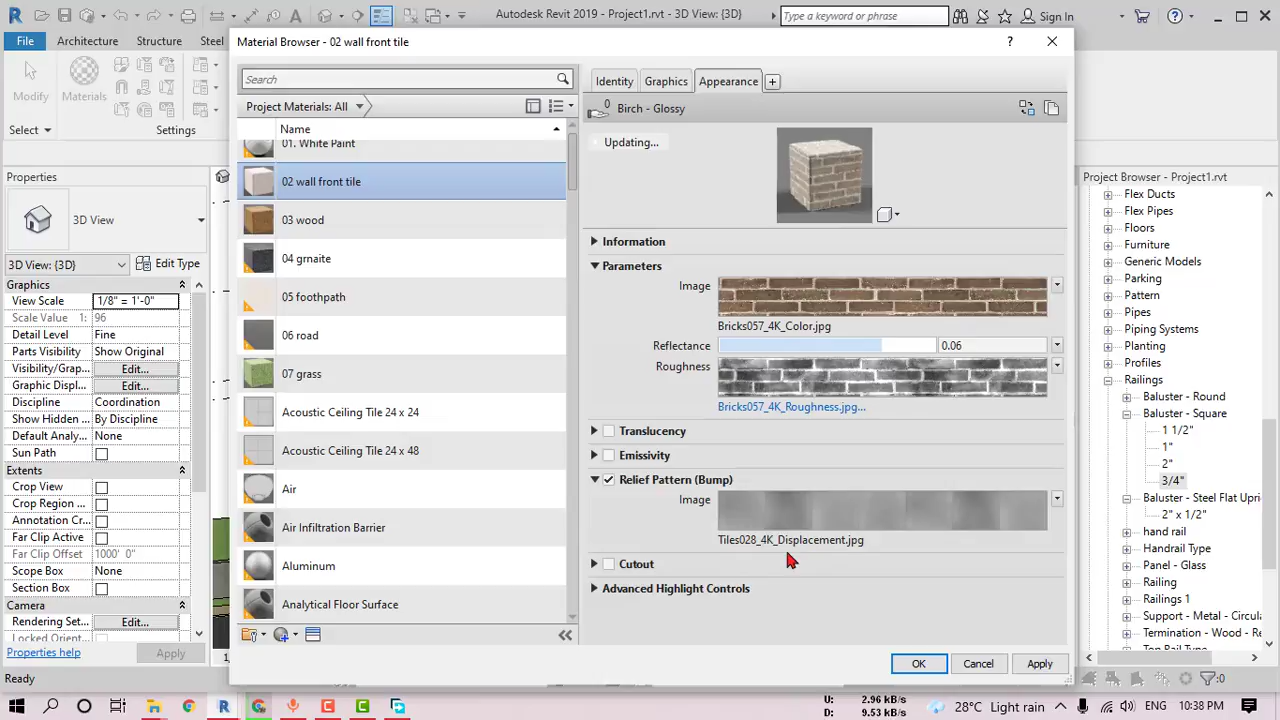 Autodesk Revit 2019 - Project1.rvt - 3D View: {3D}
Type a keyword or phrase
Sign In
File
Architecture
Structure
Steel
Modify
Materials
Select
Settings
Properties
3D View
3D View: {3D}
Edit Type
Graphics
View Scale
1/8" = 1'-0"
Scale Value 1:
96
Detail Level
Fine
Parts Visibility
Show Original
Visibility/Grap...
Edit...
Graphic Displ...
Edit...
Discipline
Coordination
Show Hidden ...
By Discipline
Default Analy...
None
Sun Path
Extents
Crop View
Crop Region ...
Annotation Cr...
Far Clip Active
Far Clip Offset
1000' 0"
Scope Box
None
Section Box
Camera
Rendering Set...
Edit...
Locked Orient...
Properties help
Apply
Ready
Material Browser - 02 wall front tile
?
Search
Project Materials: All
Name
01. White Paint
02 wall front tile
03 wood
04 grnaite
05 foothpath
06 road
07 grass
Acoustic Ceiling Tile 24 x 24
Acoustic Ceiling Tile 24 x 48
Air
Air Infiltration Barrier
Aluminum
Analytical Floor Surface
Identity
Graphics
Appearance
+
0
Birch - Glossy
Updating...
Information
Parameters
Image
Bricks057_4K_Color.jpg
Reflectance
0.06
Roughness
Bricks057_4K_Roughness.jpg...
Translucency
Emissivity
Relief Pattern (Bump)
Image
Tiles028_4K_Displacement.jpg
Cutout
Advanced Highlight Controls
OK
Cancel
Apply
Project Browser - Project1.rvt
Flex Ducts
Flex Pipes
Floors
Furniture
Generic Models
Parking
Pattern
Pipes
Piping Systems
Planting
Profiles
Railings
Baluster - Round
Baluster - Square
1 1/2"
1"
2"
3/4"
Baluster - Steel Flat Upri
2" x 1/2"
hand rail
Handrail Type
Panel - Glass
Railing
Railings 1
Support - Metal - Circula
Termination - Wood - Re
:0
U:
2.96 kB/s
D:
9.53 kB/s
28°C Light rain
ENG
10:38 PM